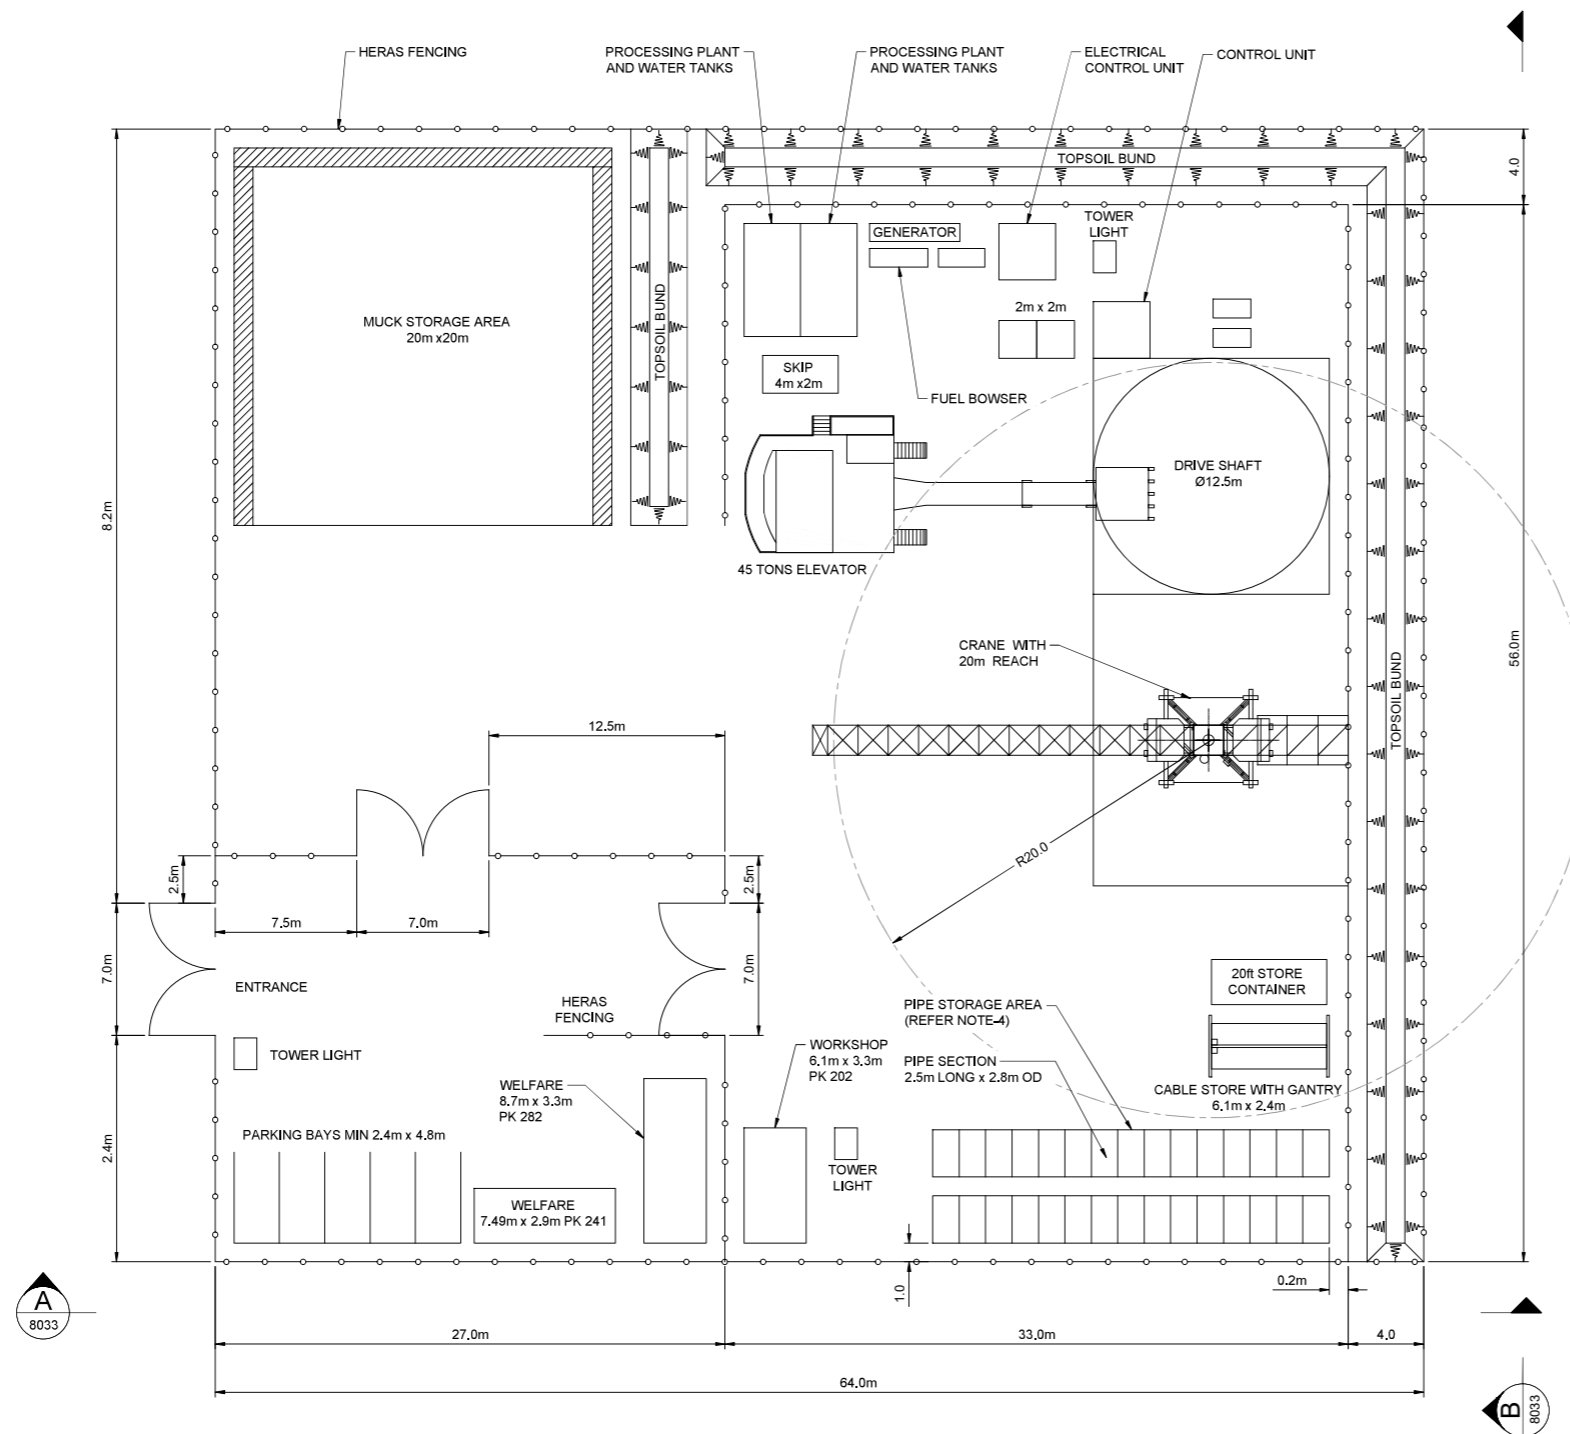 HERAS FENCING
PROCESSING PLANT
AND WATER TANKS
PROCESSING PLANT
AND WATER TANKS
ELECTRICAL
CONTROL UNIT
CONTROL UNIT
TOPSOIL BUND
4.0
GENERATOR
TOWER
LIGHT
2m x 2m
MUCK STORAGE AREA
20m x20m
TOPSOIL BUND
SKIP
4m x2m
FUEL BOWSER
DRIVE SHAFT
Ø12.5m
8.2m
45 TONS ELEVATOR
CRANE WITH
20m REACH
56.0m
TOPSOIL BUND
12.5m
R20.0
2.5m
2.5m
7.5m
7.0m
7.0m
7.0m
ENTRANCE
HERAS
FENCING
20ft STORE
CONTAINER
PIPE STORAGE AREA
(REFER NOTE-4)
TOWER LIGHT
WORKSHOP
6.1m x 3.3m
PK 202
PIPE SECTION
2.5m LONG x 2.8m OD
WELFARE
8.7m x 3.3m
PK 282
CABLE STORE WITH GANTRY
6.1m x 2.4m
2.4m
PARKING BAYS MIN 2.4m x 4.8m
TOWER
LIGHT
WELFARE
7.49m x 2.9m PK 241
1.0
0.2m
A
8033
27.0m
33.0m
4.0
64.0m
B
8033